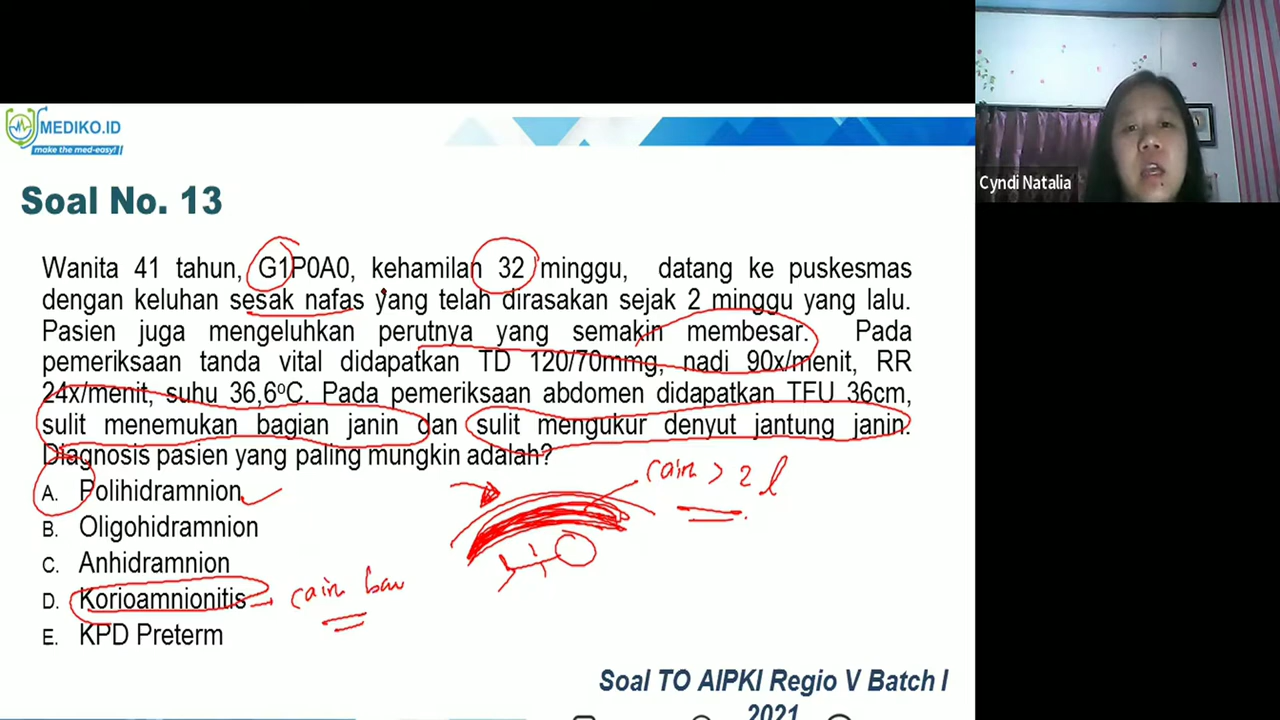 MEDIKO.ID
make the med-easy! ||
Cyndi Natalia
Soal No. 13
Wanita 41 tahun, G1P0A0, kehamilan 32 minggu, datang ke puskesmas
dengan keluhan sesak nafas yang telah dirasakan sejak 2 minggu yang lalu.
Pasien juga mengeluhkan perutnya yang semakin membesar. Pada
pemeriksaan tanda vital didapatkan TD 120/70mmg, nadi 90x/menit, RR
24x/menit, suhu 36,6⁰C. Pada pemeriksaan abdomen didapatkan TFU 36cm,
sulit menemukan bagian janin dan sulit mengukur denyut jantung janin.
Diagnosis pasien yang paling mungkin adalah?
A. Polihidramnion
B. Oligohidramnion
C. Anhidramnion
D. Korioamnionitis
E. KPD Preterm
cairn > 2 l
cairn bau
Soal TO AIPKI Regio V Batch I
2021